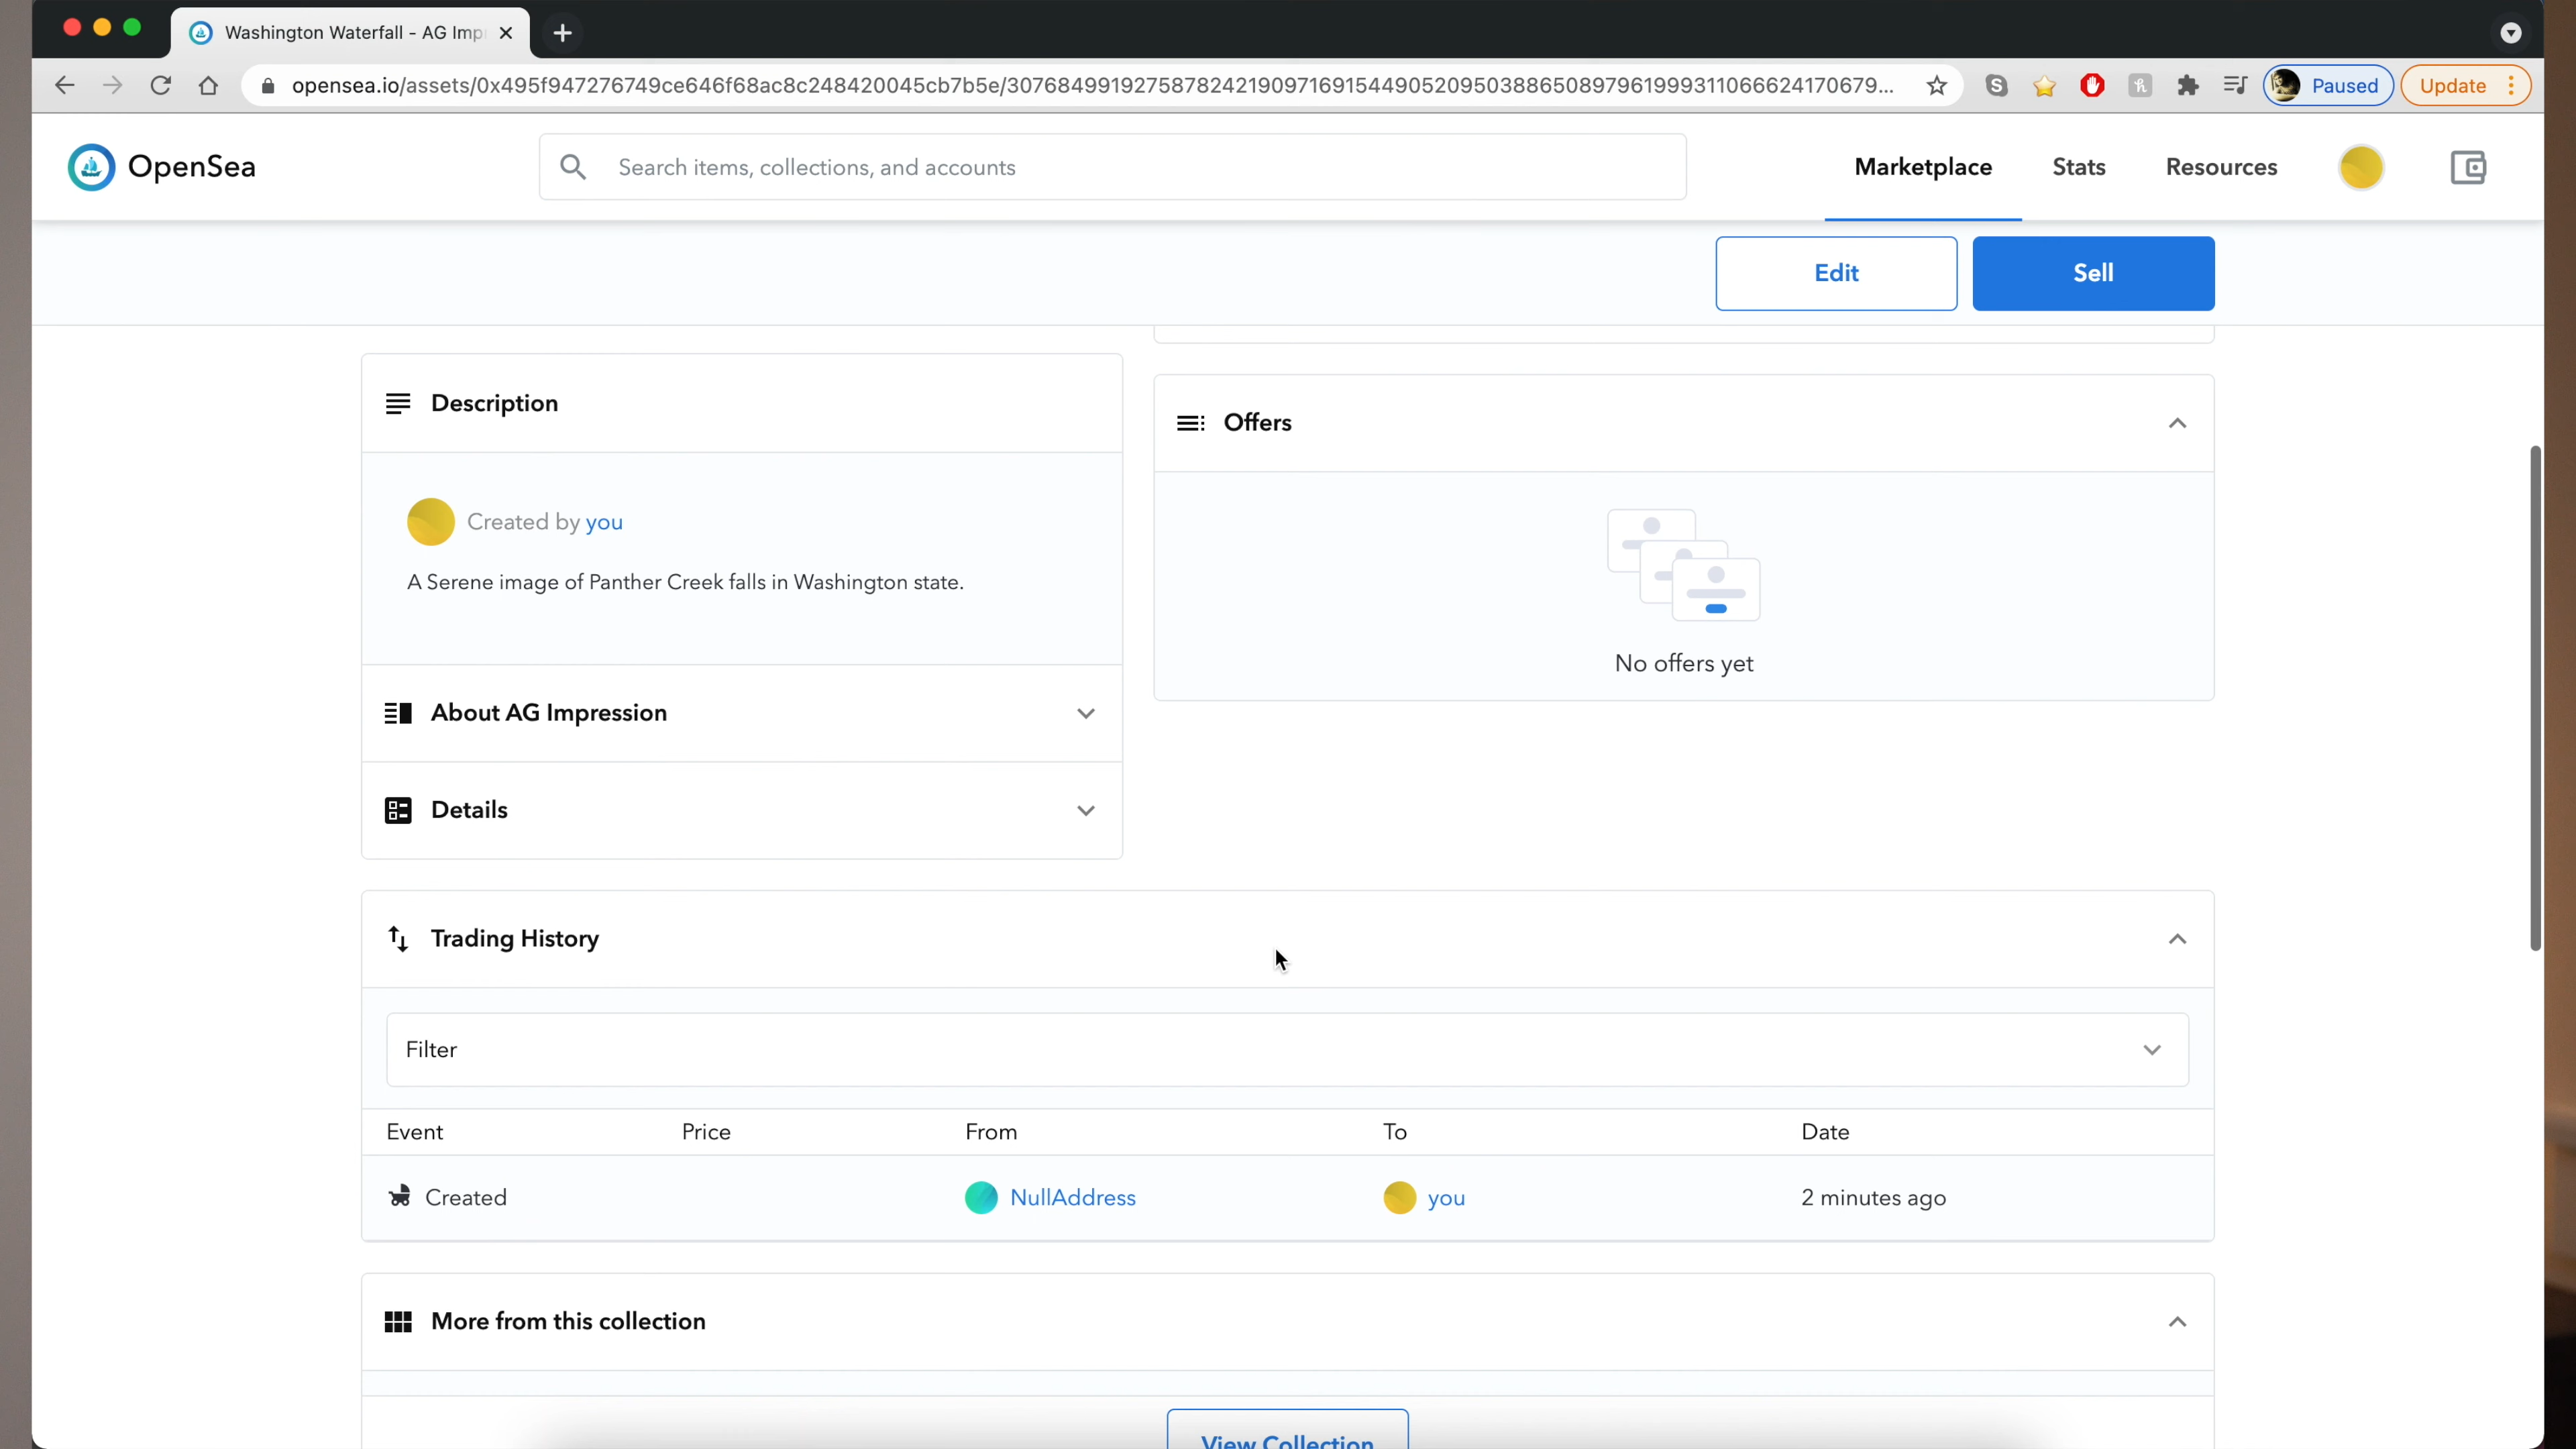 Washington Waterfall - AG Imp
opensea.io/assets/0x495f947276749ce646f68ac8c248420045cb7b5e/30768499192758782421909716915449052095038865089796199931106662417067​9...
Paused
Update
OpenSea
Search items, collections, and accounts
Marketplace
Stats
Resources
Edit
Sell
Description
Created by you
A Serene image of Panther Creek falls in Washington state.
About AG Impression
Details
Offers
No offers yet
Trading History
Filter
Event Price From To Date
Created NullAddress you 2 minutes ago
More from this collection
View Collection